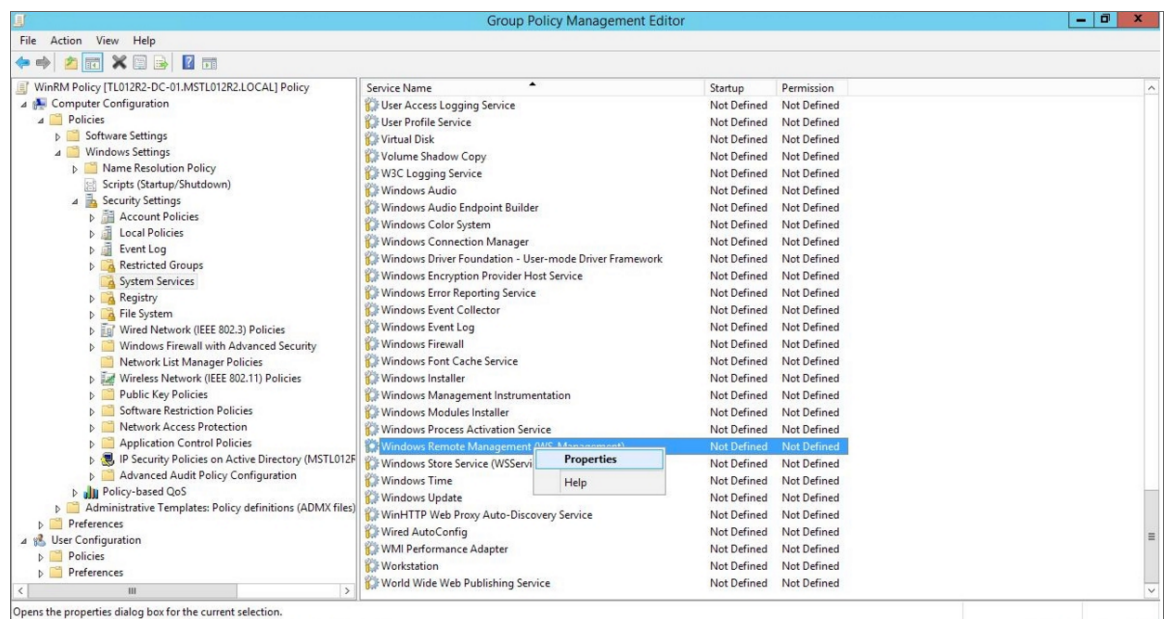 Group Policy Management Editor
File Action View Help
WinRM Policy [TL012R2-DC-01.MSTL012R2.LOCAL] Policy
Computer Configuration
Policies
Software Settings
Windows Settings
Name Resolution Policy
Scripts (Startup/Shutdown)
Security Settings
Account Policies
Local Policies
Event Log
Restricted Groups
System Services
Registry
File System
Wired Network (IEEE 802.3) Policies
Windows Firewall with Advanced Security
Network List Manager Policies
Wireless Network (IEEE 802.11) Policies
Public Key Policies
Software Restriction Policies
Network Access Protection
Application Control Policies
IP Security Policies on Active Directory (MSTL012R
Advanced Audit Policy Configuration
Policy-based QoS
Administrative Templates: Policy definitions (ADMX files)
Preferences
User Configuration
Policies
Preferences
Service Name Startup Permission
User Access Logging Service Not Defined Not Defined
User Profile Service Not Defined Not Defined
Virtual Disk Not Defined Not Defined
Volume Shadow Copy Not Defined Not Defined
W3C Logging Service Not Defined Not Defined
Windows Audio Not Defined Not Defined
Windows Audio Endpoint Builder Not Defined Not Defined
Windows Color System Not Defined Not Defined
Windows Connection Manager Not Defined Not Defined
Windows Driver Foundation - User-mode Driver Framework Not Defined Not Defined
Windows Encryption Provider Host Service Not Defined Not Defined
Windows Error Reporting Service Not Defined Not Defined
Windows Event Collector Not Defined Not Defined
Windows Event Log Not Defined Not Defined
Windows Firewall Not Defined Not Defined
Windows Font Cache Service Not Defined Not Defined
Windows Installer Not Defined Not Defined
Windows Management Instrumentation Not Defined Not Defined
Windows Modules Installer Not Defined Not Defined
Windows Process Activation Service Not Defined Not Defined
Windows Remote Management (WS-Management) Not Defined Not Defined
Windows Store Service (WSServi Not Defined Not Defined
Windows Time Not Defined Not Defined
Windows Update Not Defined Not Defined
WinHTTP Web Proxy Auto-Discovery Service Not Defined Not Defined
Wired AutoConfig Not Defined Not Defined
WMI Performance Adapter Not Defined Not Defined
Workstation Not Defined Not Defined
World Wide Web Publishing Service Not Defined Not Defined
Properties
Help
Opens the properties dialog box for the current selection.